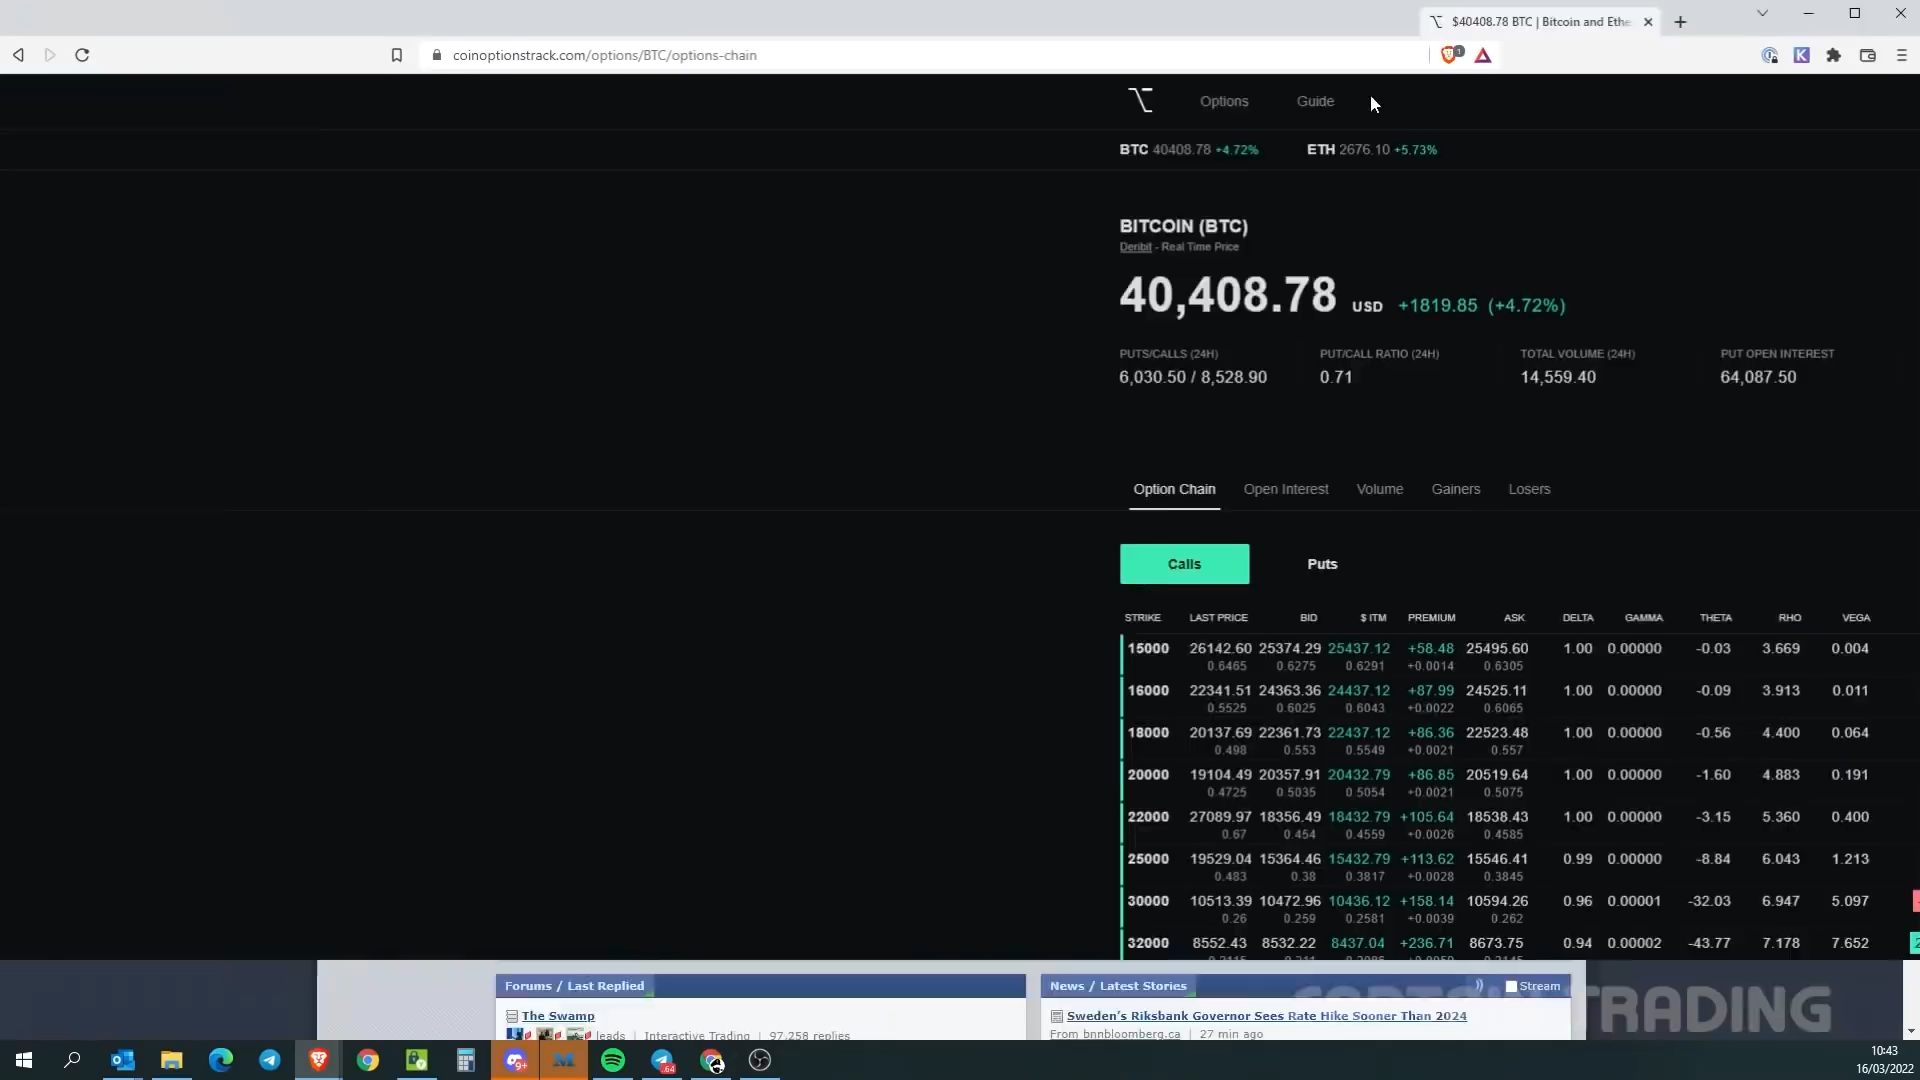 $40408.78 BTC | Bitcoin and Ethe
coinoptionstrack.com/options/BTC/options-chain
1
K
Options Guide
BTC 40408.78 +4.72% ETH 2676.10 +5.73%
BITCOIN (BTC)
Deribit - Real Time Price
40,408.78 USD +1819.85 (+4.72%)
PUTS/CALLS (24H) PUT/CALL RATIO (24H) TOTAL VOLUME (24H) PUT OPEN INTEREST
6,030.50 / 8,528.90 0.71 14,559.40 64,087.50
Option Chain Open Interest Volume Gainers Losers
Calls Puts
STRIKE LAST PRICE BID $ ITM PREMIUM ASK DELTA GAMMA THETA RHO VEGA
15000 26142.60 25374.29 25437.12 +58.48 25495.60 1.00 0.00000 -0.03 3.669 0.004
0.6465 0.6275 0.6291 +0.0014 0.6305
16000 22341.51 24363.36 24437.12 +87.99 24525.11 1.00 0.00000 -0.09 3.913 0.011
0.5525 0.6025 0.6043 +0.0022 0.6065
18000 20137.69 22361.73 22437.12 +86.36 22523.48 1.00 0.00000 -0.56 4.400 0.064
0.498 0.553 0.5549 +0.0021 0.557
20000 19104.49 20357.91 20432.79 +86.85 20519.64 1.00 0.00000 -1.60 4.883 0.191
0.4725 0.5035 0.5054 +0.0021 0.5075
22000 27089.97 18356.49 18432.79 +105.64 18538.43 1.00 0.00000 -3.15 5.360 0.400
0.67 0.454 0.4559 +0.0026 0.4585
25000 19529.04 15364.46 15432.79 +113.62 15546.41 0.99 0.00000 -8.84 6.043 1.213
0.483 0.38 0.3817 +0.0028 0.3845
30000 10513.39 10472.96 10436.12 +158.14 10594.26 0.96 0.00001 -32.03 6.947 5.097
0.26 0.259 0.2581 +0.0039 0.262
32000 8552.43 8532.22 8437.04 +236.71 8673.75 0.94 0.00002 -43.77 7.178 7.652
Forums / Last Replied News / Latest Stories Stream
TRADING
The Swamp Sweden's Riksbank Governor Sees Rate Hike Sooner Than 2024
leads | Interactive Trading | 97,258 replies From bnnbloomberg.ca | 27 min ago
9+ M 64
10:43
16/03/2022